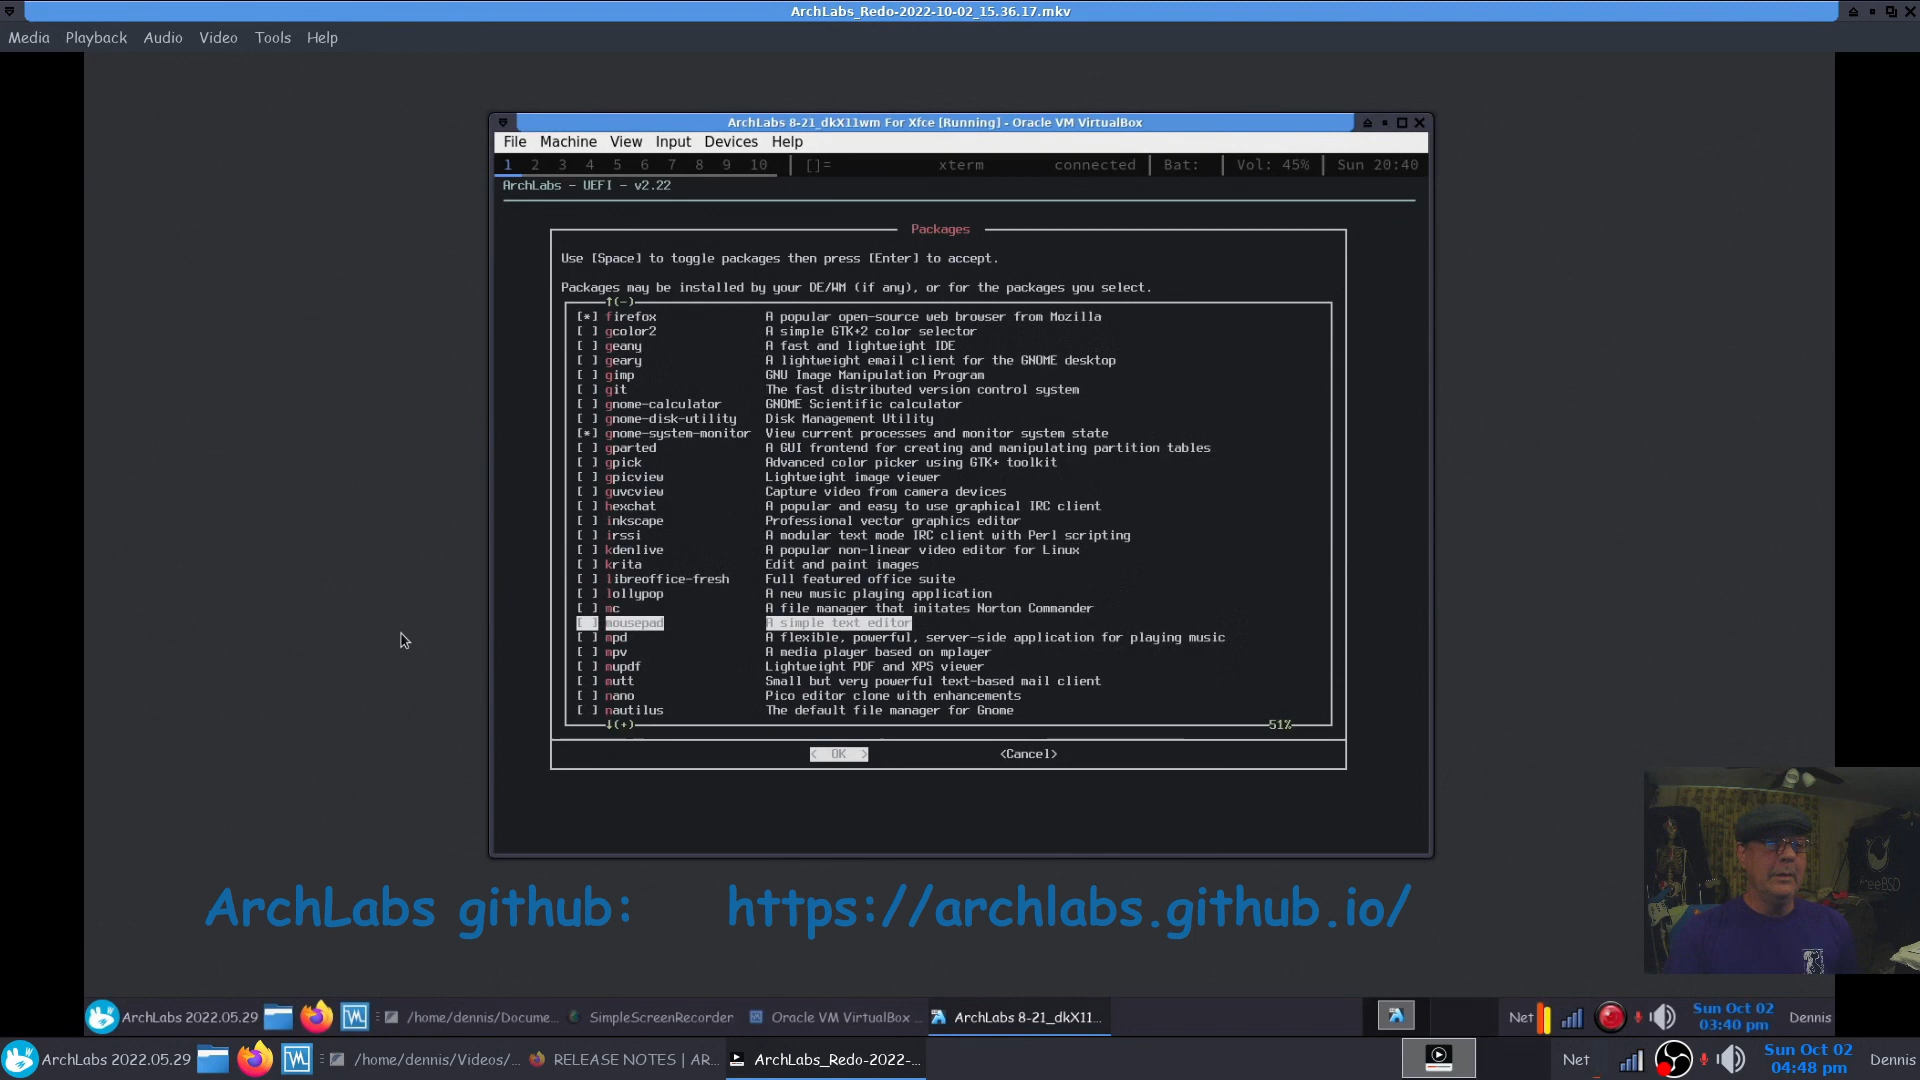 ArchLabs_Redo-2022-10-02_15.36.17.mkv
Media Playback Audio Video Tools Help
ArchLabs 8-21_dkX11wm For Xfce [Running] - Oracle VM VirtualBox
File Machine View Input Devices Help
1 2 3 4 5 6 7 8 9 10 | []= xterm connected | Bat: | Vol: 45% | Sun 20:40
ArchLabs - UEFI - v2.22
Packages
Use [Space] to toggle packages then press [Enter] to accept.
Packages may be installed by your DE/WM (if any), or for the packages you select.
↑(-)
[*] firefox A popular open-source web browser from Mozilla
[ ] gcolor2 A simple GTK+2 color selector
[ ] geany A fast and lightweight IDE
[ ] geary A lightweight email client for the GNOME desktop
[ ] gimp GNU Image Manipulation Program
[ ] git The fast distributed version control system
[ ] gnome-calculator GNOME Scientific calculator
[ ] gnome-disk-utility Disk Management Utility
[*] gnome-system-monitor View current processes and monitor system state
[ ] gparted A GUI frontend for creating and manipulating partition tables
[ ] gpick Advanced color picker using GTK+ toolkit
[ ] gpicview Lightweight image viewer
[ ] guvcview Capture video from camera devices
[ ] hexchat A popular and easy to use graphical IRC client
[ ] inkscape Professional vector graphics editor
[ ] irssi A modular text mode IRC client with Perl scripting
[ ] kdenlive A popular non-linear video editor for Linux
[ ] krita Edit and paint images
[ ] libreoffice-fresh Full featured office suite
[ ] lollypop A new music playing application
[ ] mc A file manager that imitates Norton Commander
[ ] mousepad A simple text editor
[ ] mpd A flexible, powerful, server-side application for playing music
[ ] mpv A media player based on mplayer
[ ] mupdf Lightweight PDF and XPS viewer
[ ] mutt Small but very powerful text-based mail client
[ ] nano Pico editor clone with enhancements
[ ] nautilus The default file manager for Gnome
↓(+) 51%
< OK > <Cancel>
freeBSD
ArchLabs github: https://archlabs.github.io/
ArchLabs 2022.05.29 /home/dennis/Docume... SimpleScreenRecorder Oracle VM VirtualBox ... ArchLabs 8-21_dkX11... Net Sun Oct 02 Dennis
03:40 pm
ArchLabs 2022.05.29 /home/dennis/Videos/... RELEASE NOTES | AR... ArchLabs_Redo-2022-... Net Sun Oct 02 Dennis
04:48 pm